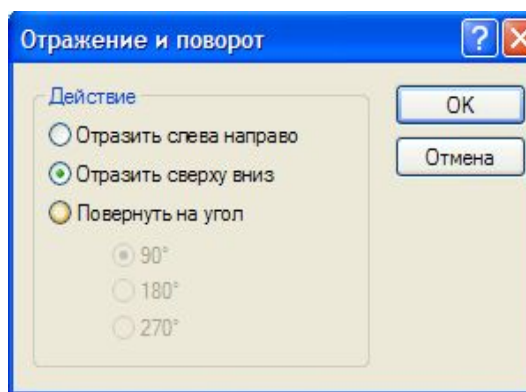 Отражение и поворот
Действие
Отразить слева направо
Отразить сверху вниз
Повернуть на угол
90°
180°
270°
OK
Отмена